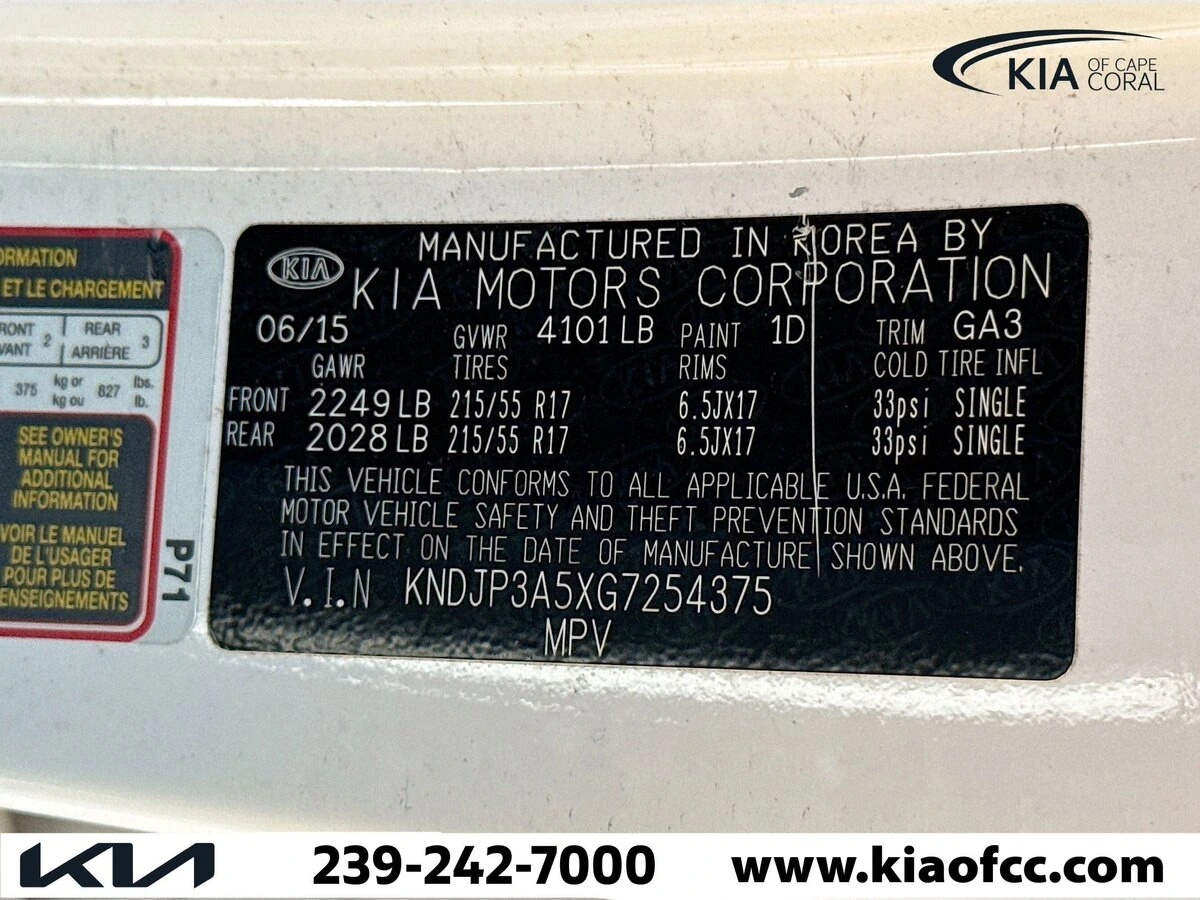 KIA OF CAPE CORAL
ORMATION
ET LE CHARGEMENT
RONT 2 REAR 3
VANT ARRIÈRE
375 kg or 827 lbs.
kg ou lb.
SEE OWNER'S
MANUAL FOR
ADDITIONAL
INFORMATION
VOIR LE MANUEL
DE L'USAGER
POUR PLUS DE
ENSEIGNEMENTS
P71
KIA
MANUFACTURED IN KOREA BY
KIA MOTORS CORPORATION
06/15 GVWR 4101 LB PAINT 1D TRIM GA3
GAWR TIRES RIMS COLD TIRE INFL
FRONT 2249 LB 215/55 R17 6.5JX17 33psi SINGLE
REAR 2028 LB 215/55 R17 6.5JX17 33psi SINGLE
THIS VEHICLE CONFORMS TO ALL APPLICABLE U.S.A. FEDERAL
MOTOR VEHICLE SAFETY AND THEFT PREVENTION STANDARDS
IN EFFECT ON THE DATE OF MANUFACTURE SHOWN ABOVE.
V.I.N KNDJP3A5XG7254375
MPV
KIA 239-242-7000 www.kiaofcc.com